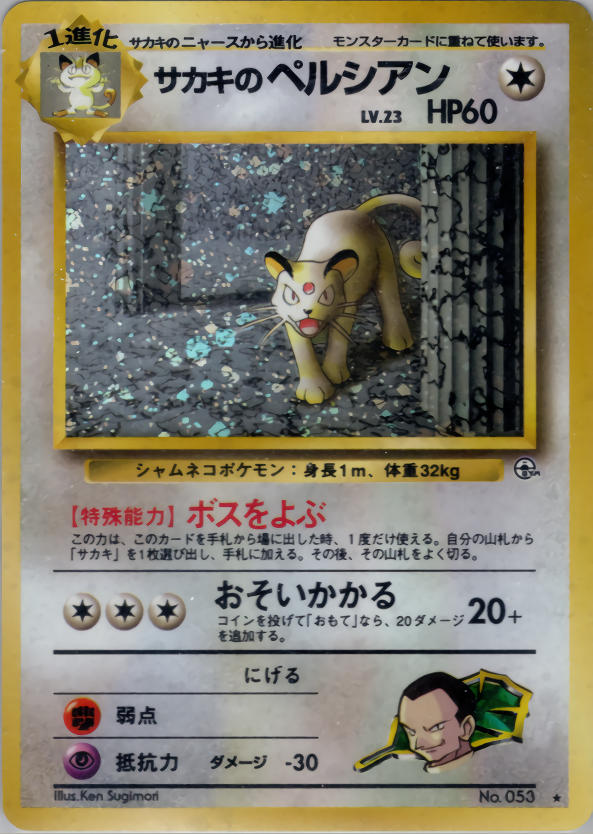 1進化
サカキのニャースから進化
モンスターカードに重ねて使います。
サカキのペルシアン
LV.23 HP60
シャムネコポケモン：身長1m、体重32kg
GYM
【特殊能力】ボスをよぶ
この力は、このカードを手札から場に出した時、1度だけ使える。自分の山札から
「サカキ」を1枚選び出し、手札に加える。その後、その山札をよく切る。
おそいかかる
コインを投げて「おもて」なら、20ダメージ
を追加する。
20+
にげる
弱点
抵抗力 ダメージ -30
Illus.Ken Sugimori
No.053 ★